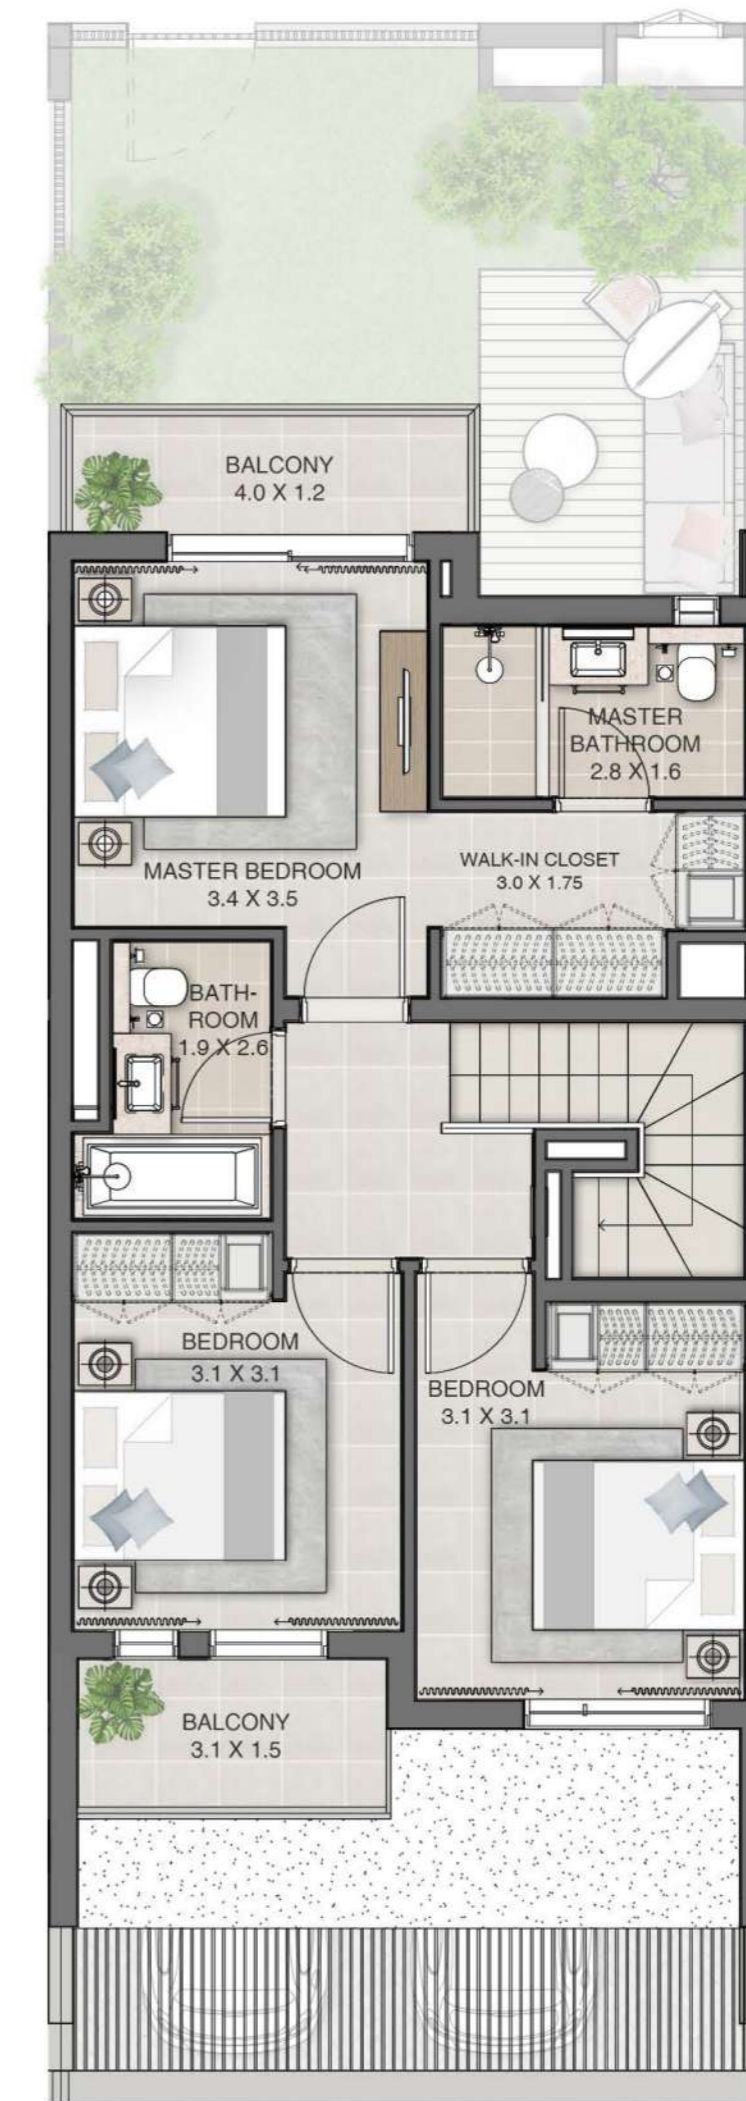 BALCONY
4.0 X 1.2
MASTER
BATHROOM
2.8 X 1.6
MASTER BEDROOM
3.4 X 3.5
WALK-IN CLOSET
3.0 X 1.75
BATH-
ROOM
1.9 X 2.6
BEDROOM
3.1 X 3.1
BEDROOM
3.1 X 3.1
BALCONY
3.1 X 1.5